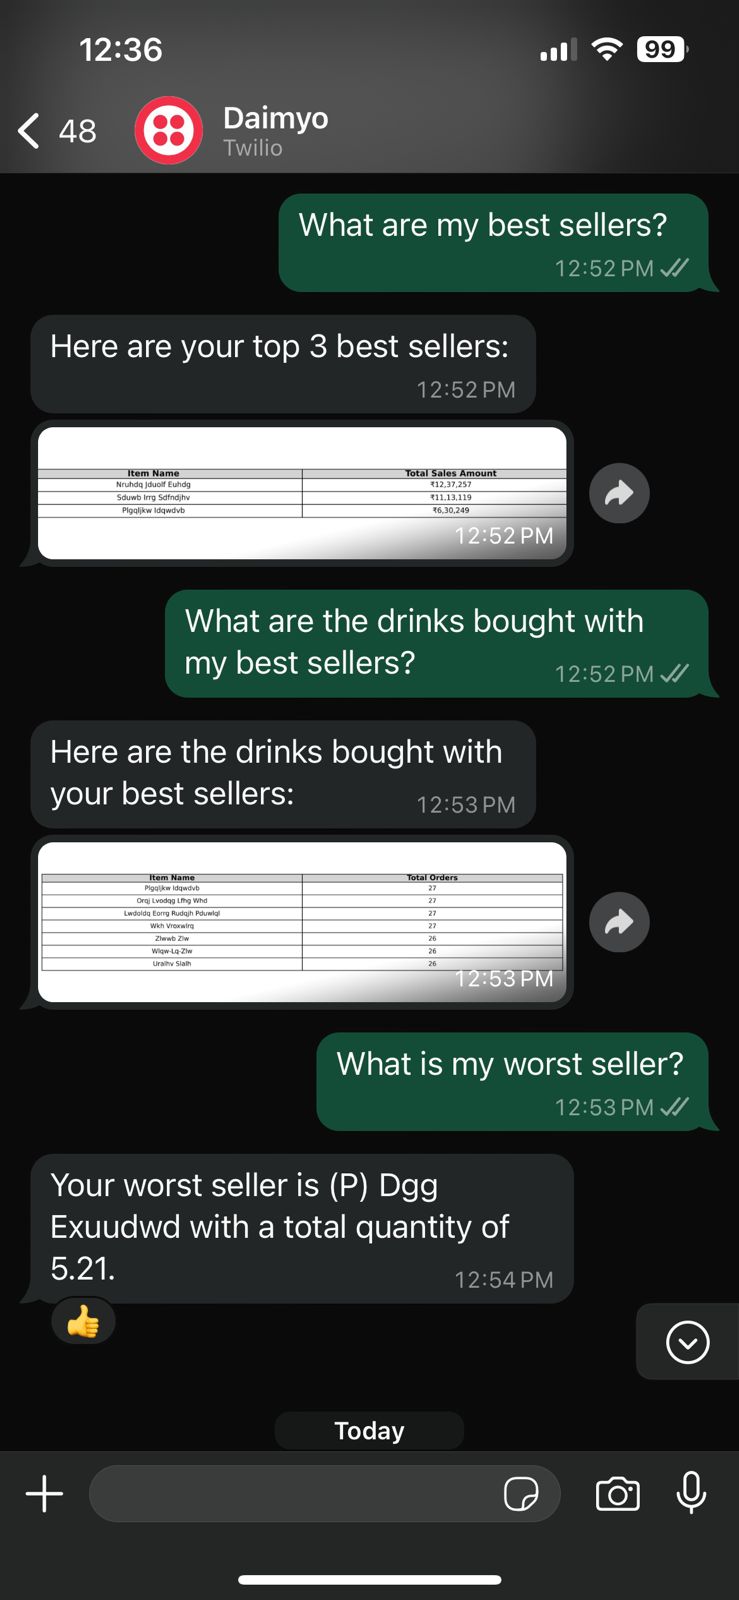 12:36
99
48
Daimyo
Twilio
What are my best sellers?
12:52 PM
Here are your top 3 best sellers:
12:52 PM
Item Name Total Sales Amount
Nruhdq Jduolf Euhdg ₹12,37,257
Sduwb Irrg Sdfndjhv ₹11,13,119
Plgqljkw Idqwdvb ₹6,30,249
12:52 PM
What are the drinks bought with
my best sellers?
12:52 PM
Here are the drinks bought with
your best sellers:
12:53 PM
Item Name Total Orders
Plgqljkw Idqwdvb 27
Orqj Lvodqg Lfhg Whd 27
Lwdoldq Eorrg Rudqjh Pduwlql 27
Wkh Vroxwlrq 27
Zlwwb Zlw 26
Wlqw-Lq-Zlw 26
Uralhv Slalh 26
12:53 PM
What is my worst seller?
12:53 PM
Your worst seller is (P) Dgg
Exuudwd with a total quantity of
5.21.
12:54 PM
Today